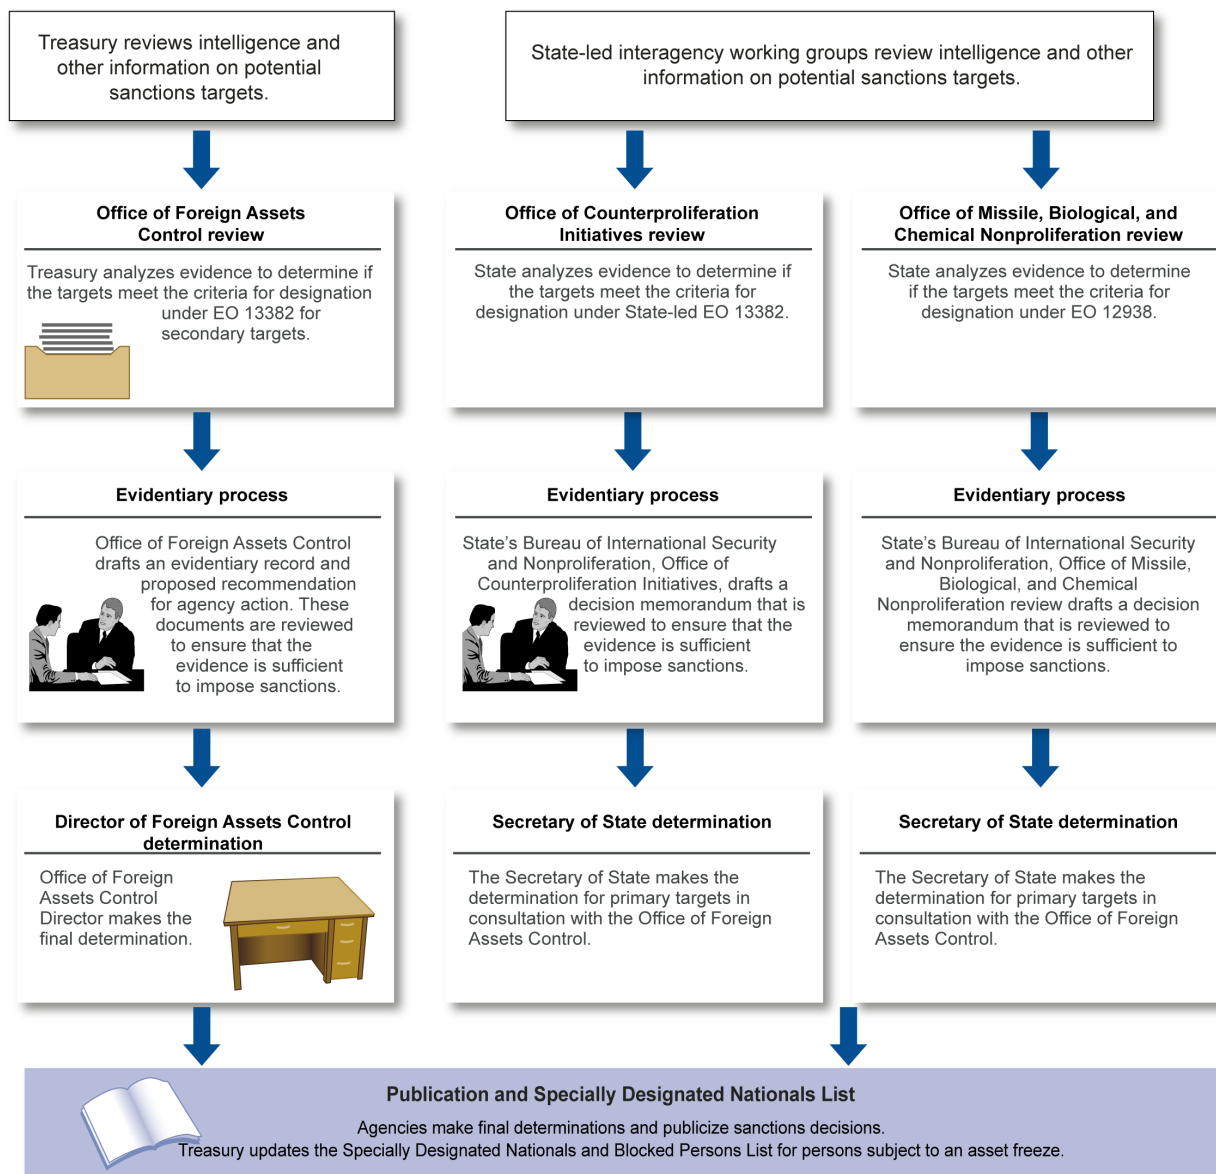 Treasury reviews intelligence and
other information on potential
sanctions targets.
State-led interagency working groups review intelligence and other
information on potential sanctions targets.
Office of Foreign Assets
Control review
Treasury analyzes evidence to determine if
the targets meet the criteria for designation
under EO 13382 for
secondary targets.
Office of Counterproliferation
Initiatives review
State analyzes evidence to determine if
the targets meet the criteria for
designation under State-led EO 13382.
Office of Missile, Biological, and
Chemical Nonproliferation review
State analyzes evidence to determine
if the targets meet the criteria for
designation under EO 12938.
Evidentiary process
Office of Foreign Assets Control
drafts an evidentiary record and
proposed recommendation
for agency action. These
documents are reviewed
to ensure that the
evidence is sufficient
to impose sanctions.
Evidentiary process
State’s Bureau of International Security
and Nonproliferation, Office of
Counterproliferation Initiatives, drafts a
decision memorandum that is
reviewed to ensure that the
evidence is sufficient
to impose sanctions.
Evidentiary process
State’s Bureau of International Security
and Nonproliferation, Office of Missile,
Biological, and Chemical
Nonproliferation review drafts a decision
memorandum that is reviewed to
ensure the evidence is sufficient to
impose sanctions.
Director of Foreign Assets Control
determination
Office of Foreign
Assets Control
Director makes the
final determination.
Secretary of State determination
The Secretary of State makes the
determination for primary targets in
consultation with the Office of Foreign
Assets Control.
Secretary of State determination
The Secretary of State makes the
determination for primary targets in
consultation with the Office of Foreign
Assets Control.
Publication and Specially Designated Nationals List
Agencies make final determinations and publicize sanctions decisions.
Treasury updates the Specially Designated Nationals and Blocked Persons List for persons subject to an asset freeze.